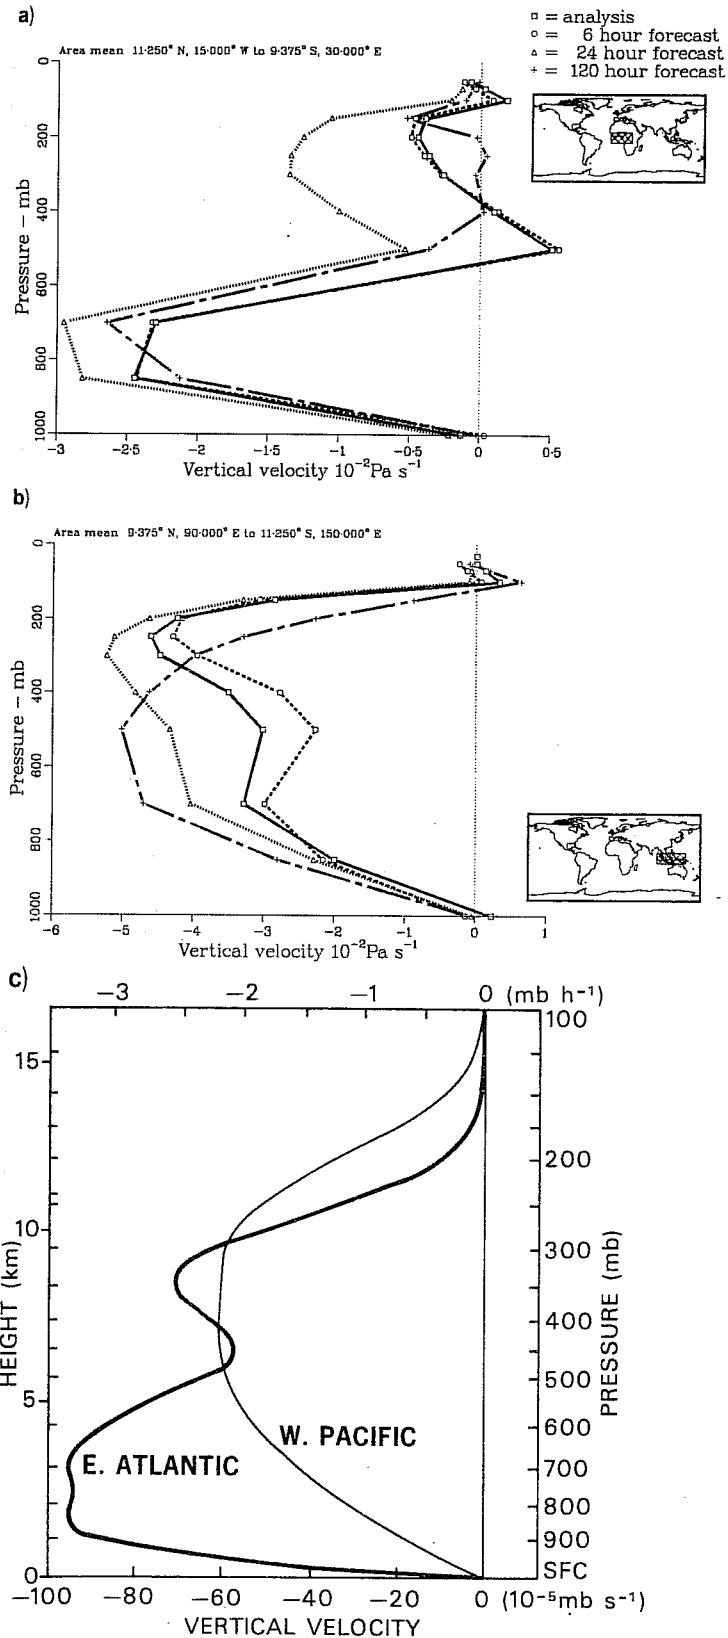 a)
□ = analysis
○ = 6 hour forecast
△ = 24 hour forecast
+ = 120 hour forecast
Area mean 11·250° N, 15·000° W to 9·375° S, 30·000° E
0
200
400
600
800
1000
Pressure – mb
-3 -2·5 -2 -1·5 -1 -0·5 0 0·5
Vertical velocity 10⁻²Pa s⁻¹
b)
Area mean 9·375° N, 90·000° E to 11·250° S, 150·000° E
0
200
400
600
800
1000
Pressure – mb
-6 -5 -4 -3 -2 -1 0 1
Vertical velocity 10⁻²Pa s⁻¹
c)
−3 −2 −1 0 (mb h⁻¹)
15
10
5
0
HEIGHT (km)
100
200
300
400
500
600
700
800
900
SFC
PRESSURE (mb)
W. PACIFIC
E. ATLANTIC
−100 −80 −60 −40 −20 0 (10⁻⁵mb s⁻¹)
VERTICAL VELOCITY